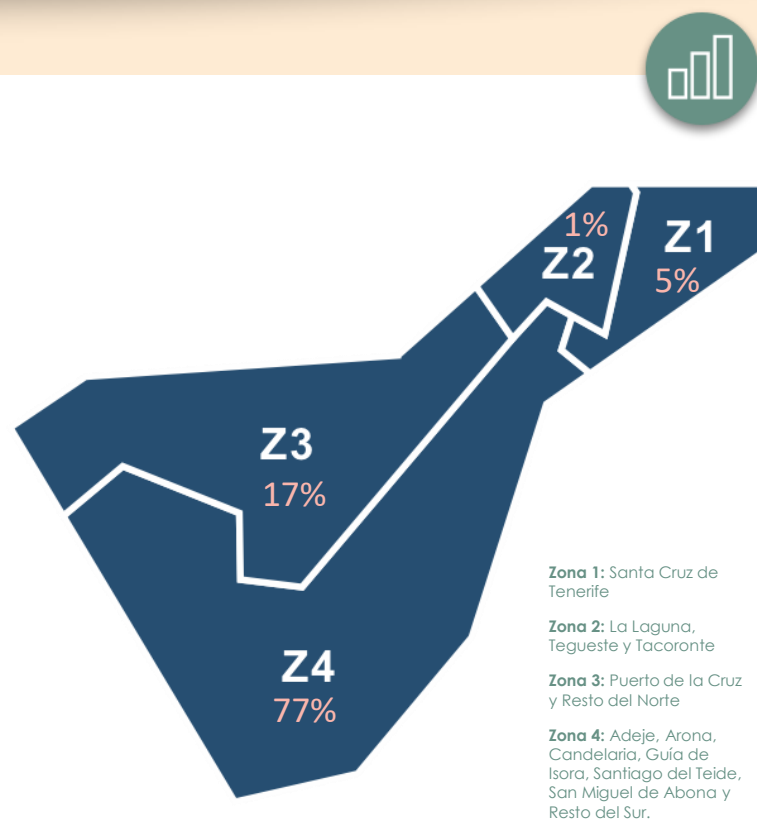 1%
Z2
Z1
5%
Z3
17%
Z4
77%
Zona 1: Santa Cruz de
Tenerife
Zona 2: La Laguna,
Tegueste y Tacoronte
Zona 3: Puerto de la Cruz
y Resto del Norte
Zona 4: Adeje, Arona,
Candelaria, Guía de
Isora, Santiago del Teide,
San Miguel de Abona y
Resto del Sur.